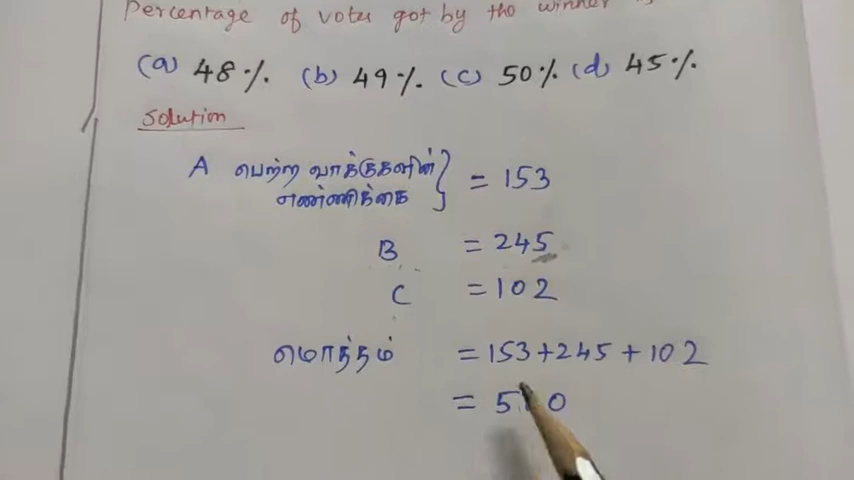 Percentage of votes got by the winner
(a) 48%. (b) 49%. (c) 50% (d) 45%.
Solution
A பெற்ற வாக்குகளின் } = 153
எண்ணிக்கை
B = 245
C = 102
மொத்தம் = 153+245+102
= 500